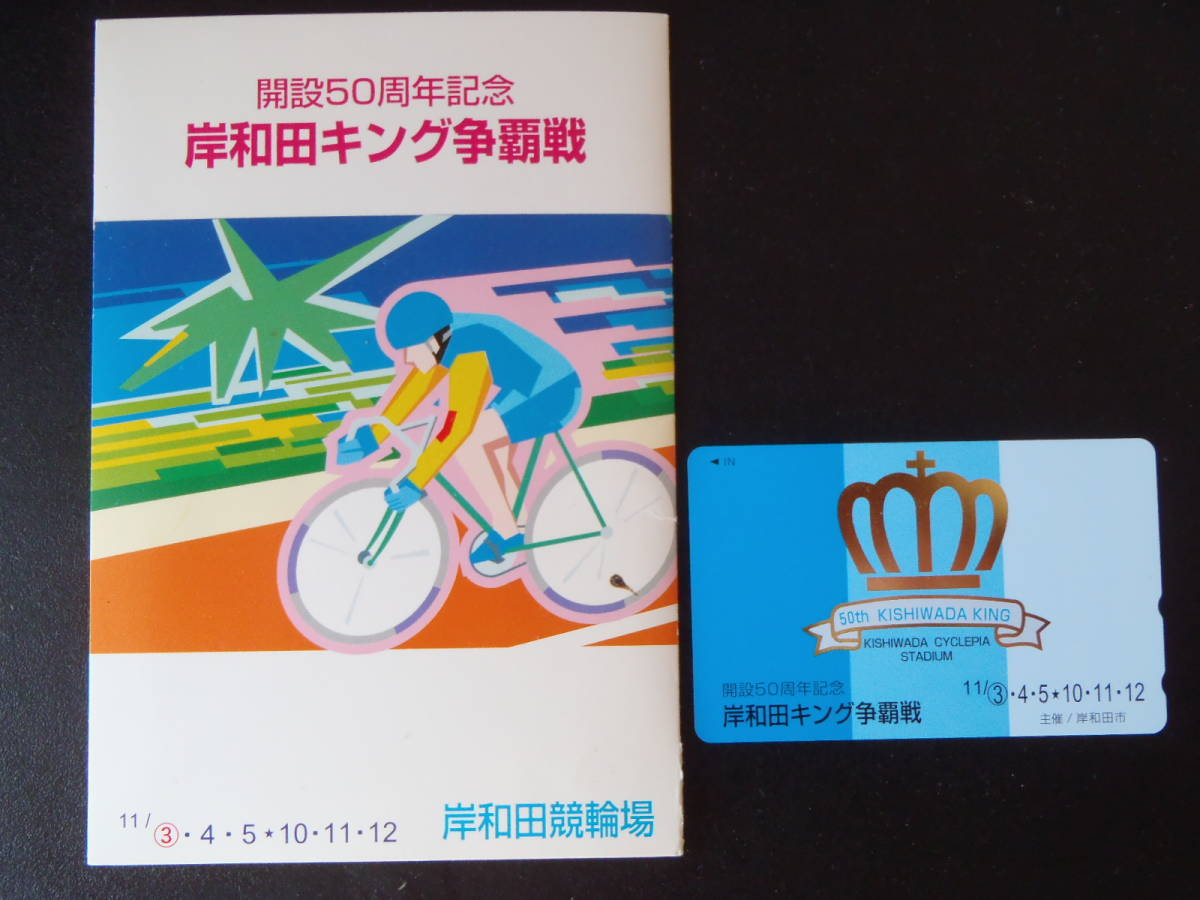 開設50周年記念
岸和田キング争覇戦
11/③・4・5★10・11・12
岸和田競輪場
◀ IN
50th KISHIWADA KING
KISHIWADA CYCLEPIA
STADIUM
開設50周年記念
岸和田キング争覇戦
11/③・4・5★10・11・12
主催/岸和田市